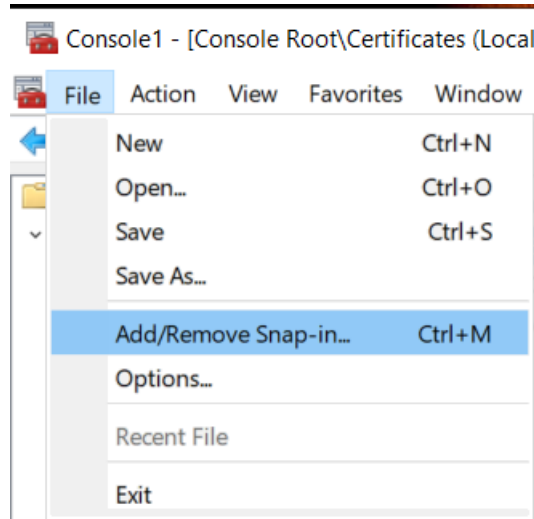 Console1 - [Console Root\Certificates (Local
File Action View Favorites Window
New Ctrl+N
Open... Ctrl+O
Save Ctrl+S
Save As...
Add/Remove Snap-in... Ctrl+M
Options...
Recent File
Exit